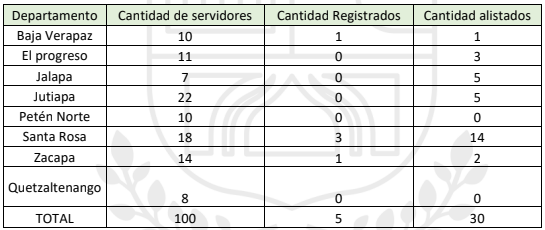 Departamento Cantidad de servidores Cantidad Registrados Cantidad alistados
Baja Verapaz 10 1 1
El progreso 11 0 3
Jalapa 7 0 5
Jutiapa 22 0 5
Petén Norte 10 0 0
Santa Rosa 18 3 14
Zacapa 14 1 2
Quetzaltenango 8 0 0
TOTAL 100 5 30